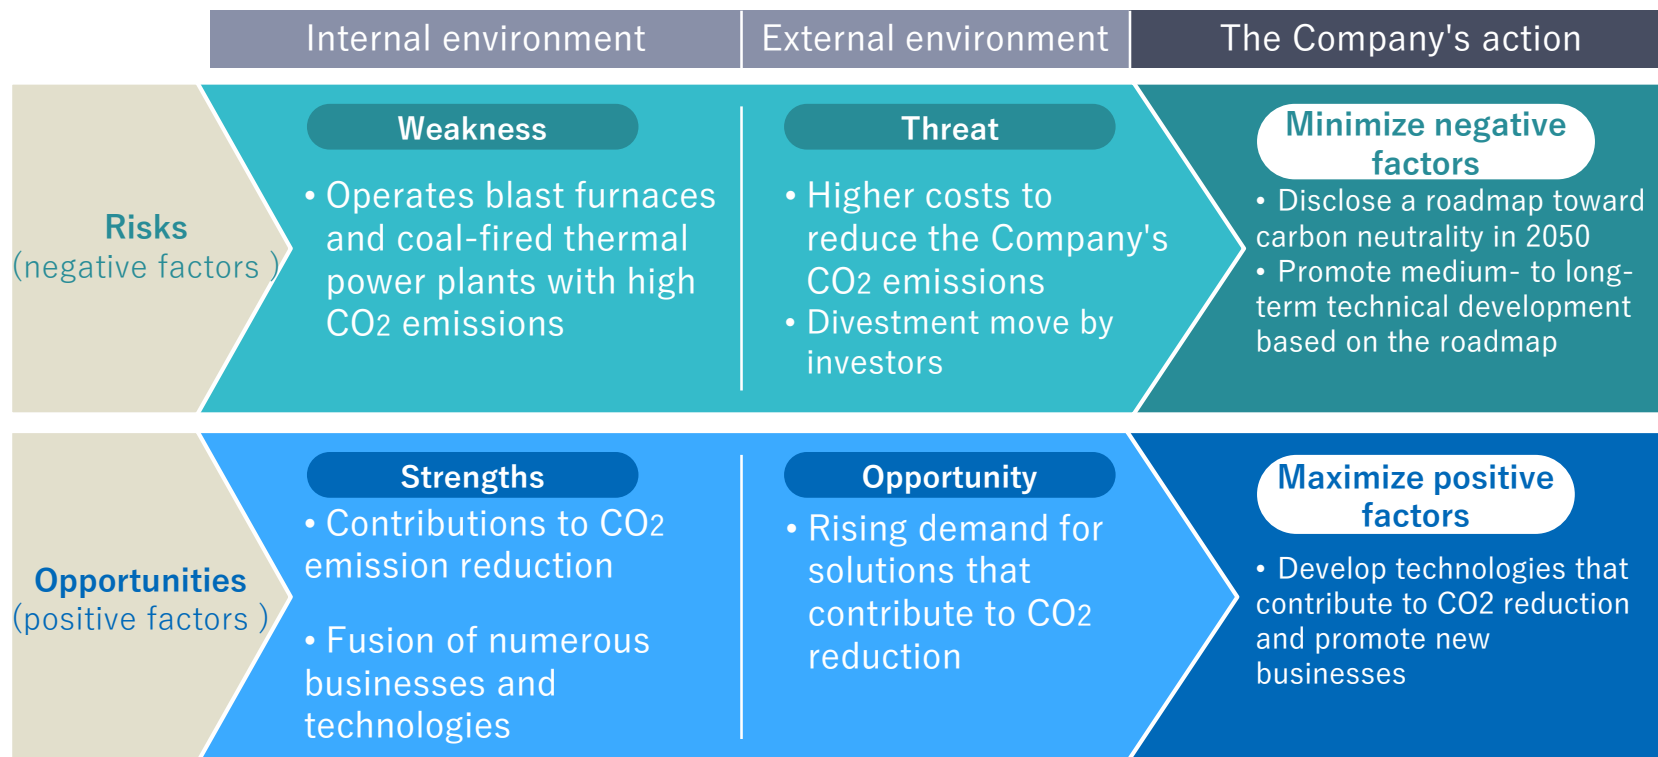 Internal environment
External environment
The Company's action
Risks
(negative factors )
Weakness
• Operates blast furnaces
and coal-fired thermal
power plants with high
CO2 emissions
Threat
• Higher costs to
reduce the Company's
CO2 emissions
• Divestment move by
investors
Minimize negative
factors
• Disclose a roadmap toward
carbon neutrality in 2050
• Promote medium- to long-
term technical development
based on the roadmap
Opportunities
(positive factors )
Strengths
• Contributions to CO2
emission reduction
• Fusion of numerous
businesses and
technologies
Opportunity
• Rising demand for
solutions that
contribute to CO2
reduction
Maximize positive
factors
• Develop technologies that
contribute to CO2 reduction
and promote new
businesses